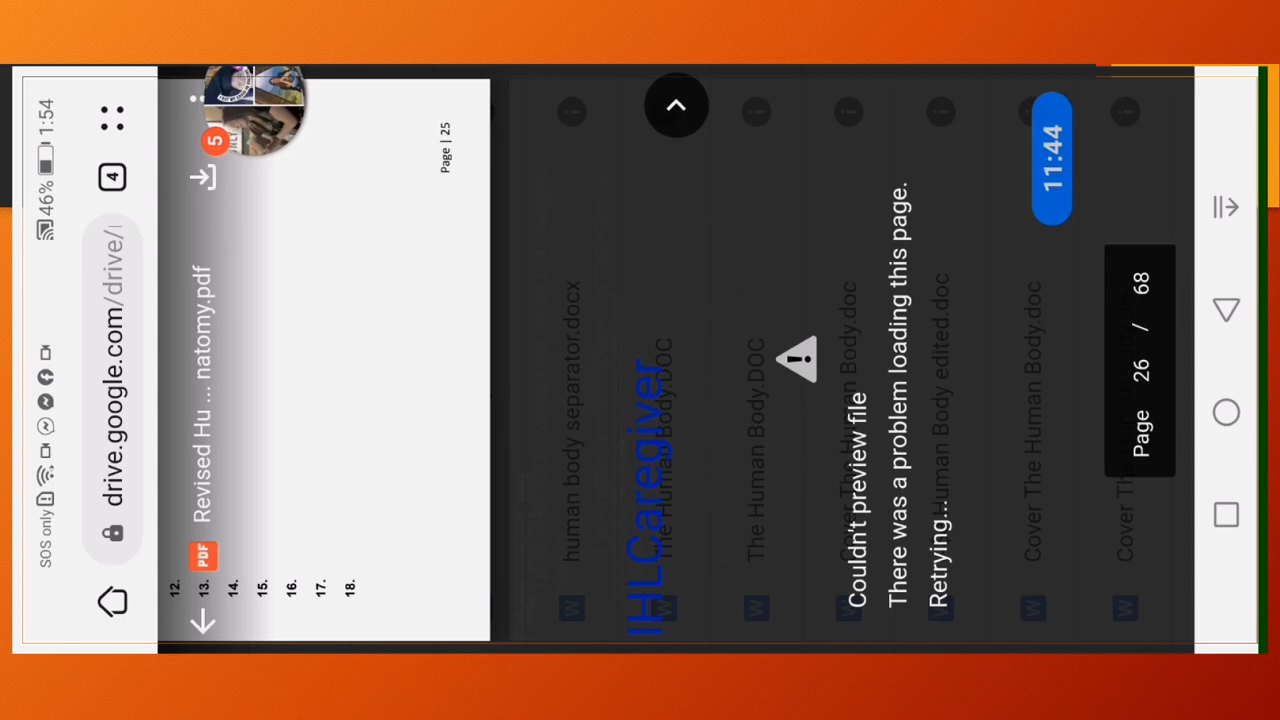 SOS only 46% 1:54
drive.google.com/drive/
4
PDF Revised Hu ... natomy.pdf
5
12.
13.
14.
15.
16.
17.
18.
Page | 25
human body separator.docx
IHLCaregiver
The Human Body.DOC
The Human Body.DOC
Cover The Human Body.doc
Couldn't preview file
There was a problem loading this page.
Retrying...
Human Body edited.doc
Cover The Human Body.doc
11:44
Cover The
Page 26 / 68